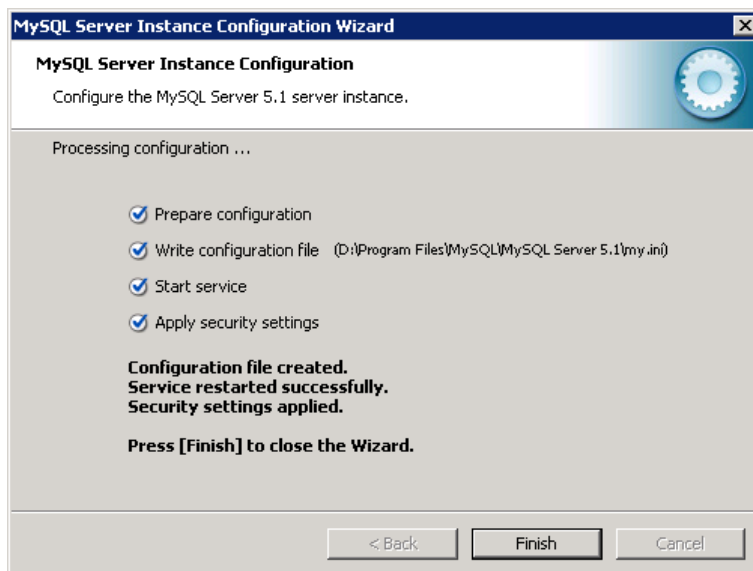 MySQL Server Instance Configuration Wizard
MySQL Server Instance Configuration
Configure the MySQL Server 5.1 server instance.
Processing configuration ...
Prepare configuration
Write configuration file (D:\Program Files\MySQL\MySQL Server 5.1\my.ini)
Start service
Apply security settings
Configuration file created.
Service restarted successfully.
Security settings applied.
Press [Finish] to close the Wizard.
< Back Finish Cancel